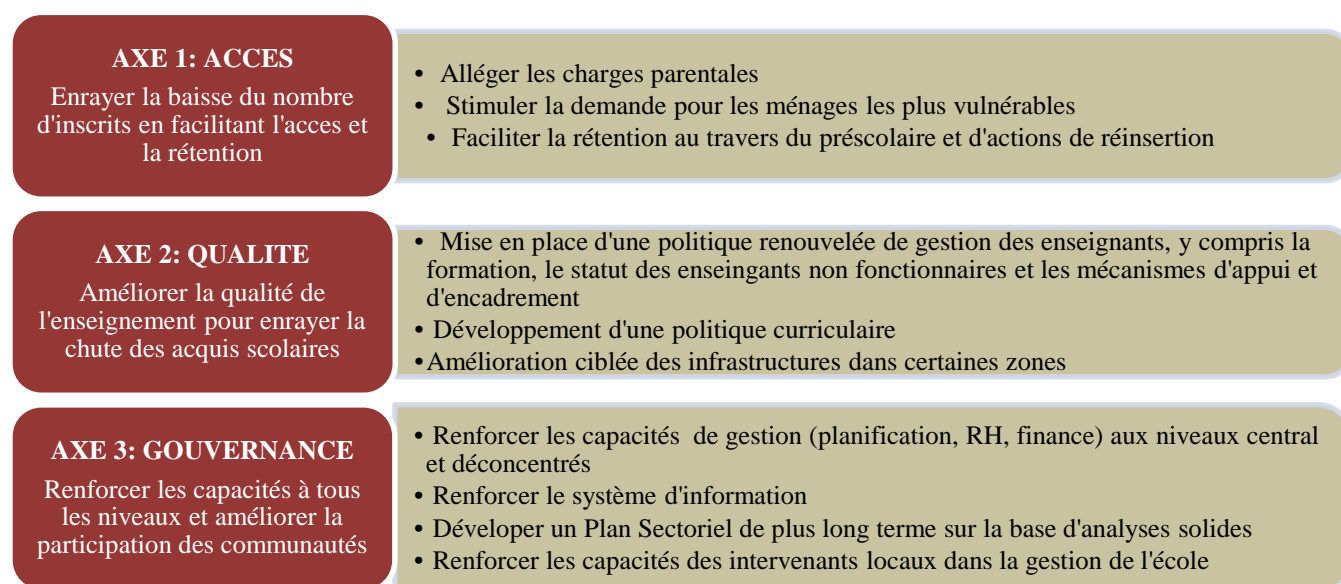 AXE 1: ACCES
Enrayer la baisse du nombre
d'inscrits en facilitant l'acces et
la rétention
• Alléger les charges parentales
• Stimuler la demande pour les ménages les plus vulnérables
• Faciliter la rétention au travers du préscolaire et d'actions de réinsertion
AXE 2: QUALITE
Améliorer la qualité de
l'enseignement pour enrayer la
chute des acquis scolaires
• Mise en place d'une politique renouvelée de gestion des enseignants, y compris la
formation, le statut des enseingants non fonctionnaires et les mécanismes d'appui et
d'encadrement
• Développement d'une politique curriculaire
• Amélioration ciblée des infrastructures dans certaines zones
AXE 3: GOUVERNANCE
Renforcer les capacités à tous
les niveaux et améliorer la
participation des communautés
• Renforcer les capacités de gestion (planification, RH, finance) aux niveaux central
et déconcentrés
• Renforcer le système d'information
• Déveloper un Plan Sectoriel de plus long terme sur la base d'analyses solides
• Renforcer les capacités des intervenants locaux dans la gestion de l'école